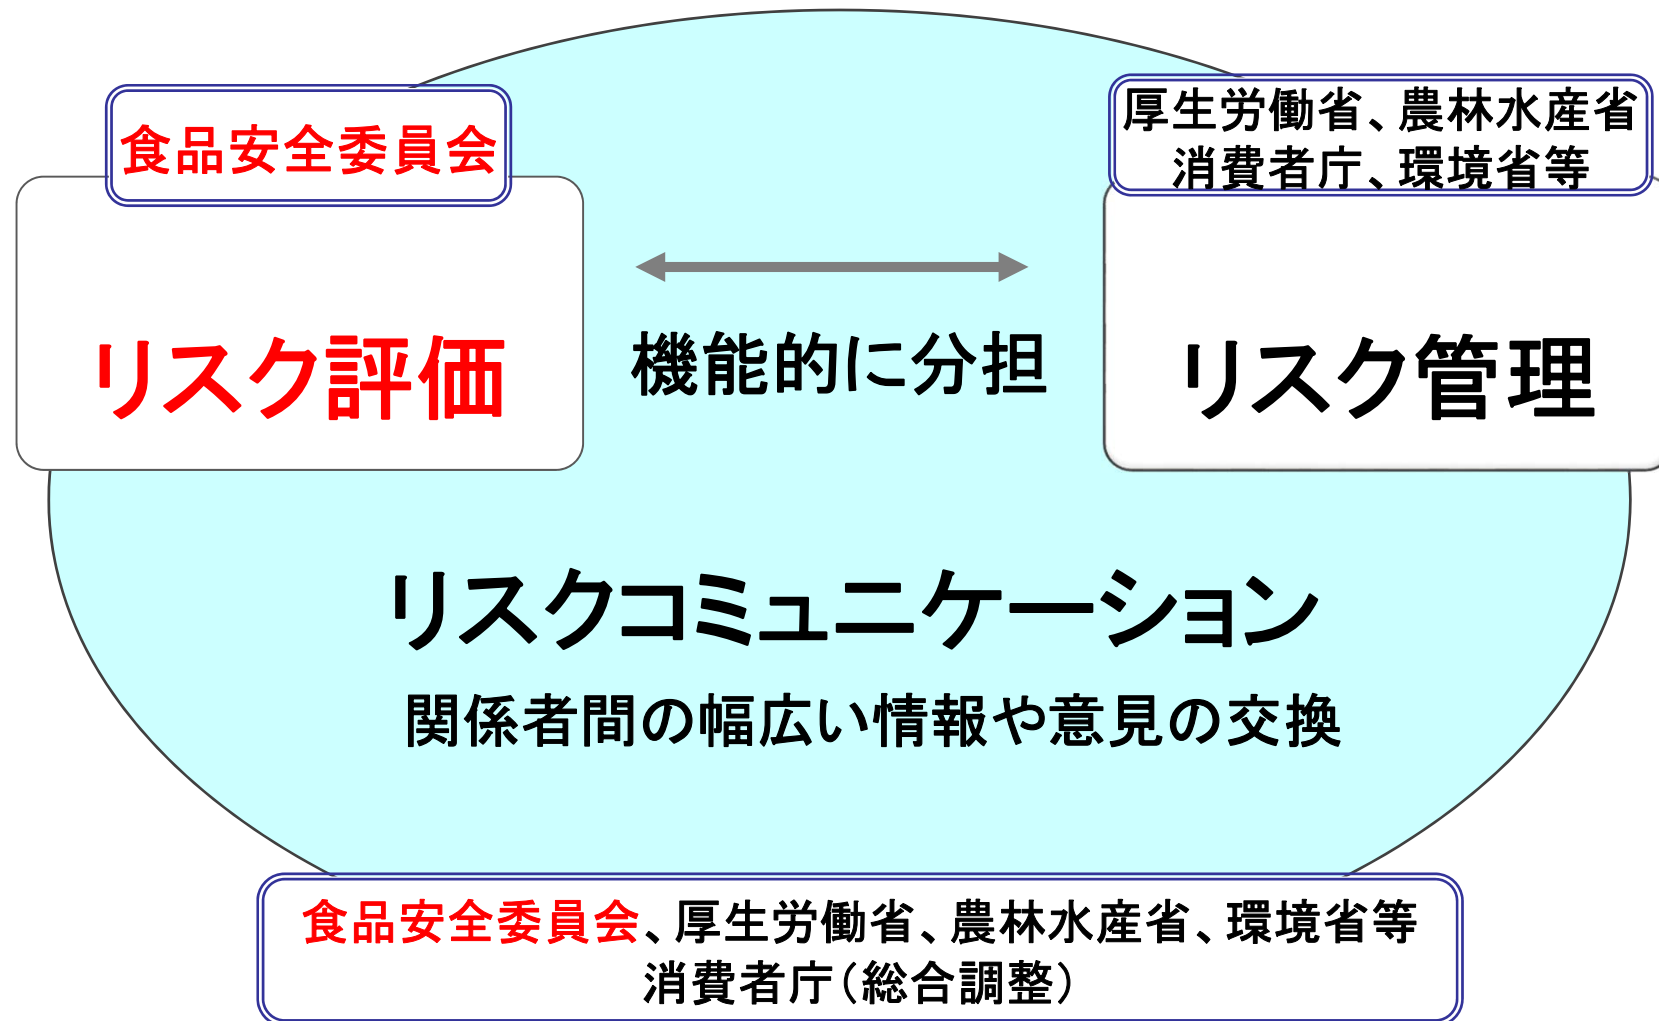 食品安全委員会
厚生労働省、農林水産省
消費者庁、環境省等
リスク評価
機能的に分担
リスク管理
リスクコミュニケーション
関係者間の幅広い情報や意見の交換
食品安全委員会、厚生労働省、農林水産省、環境省等
消費者庁（総合調整）